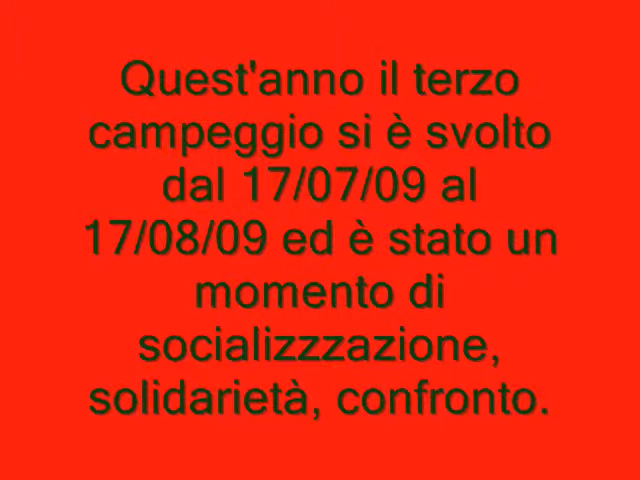 Quest'anno il terzo
campeggio si è svolto
dal 17/07/09 al
17/08/09 ed è stato un
momento di
socializzzazione,
solidarietà, confronto.